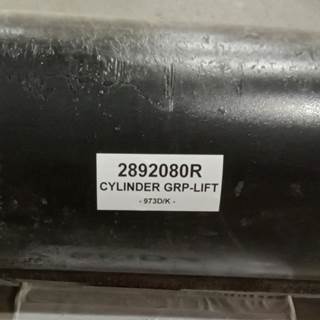 2892080R
CYLINDER GRP-LIFT
- 973D/K -